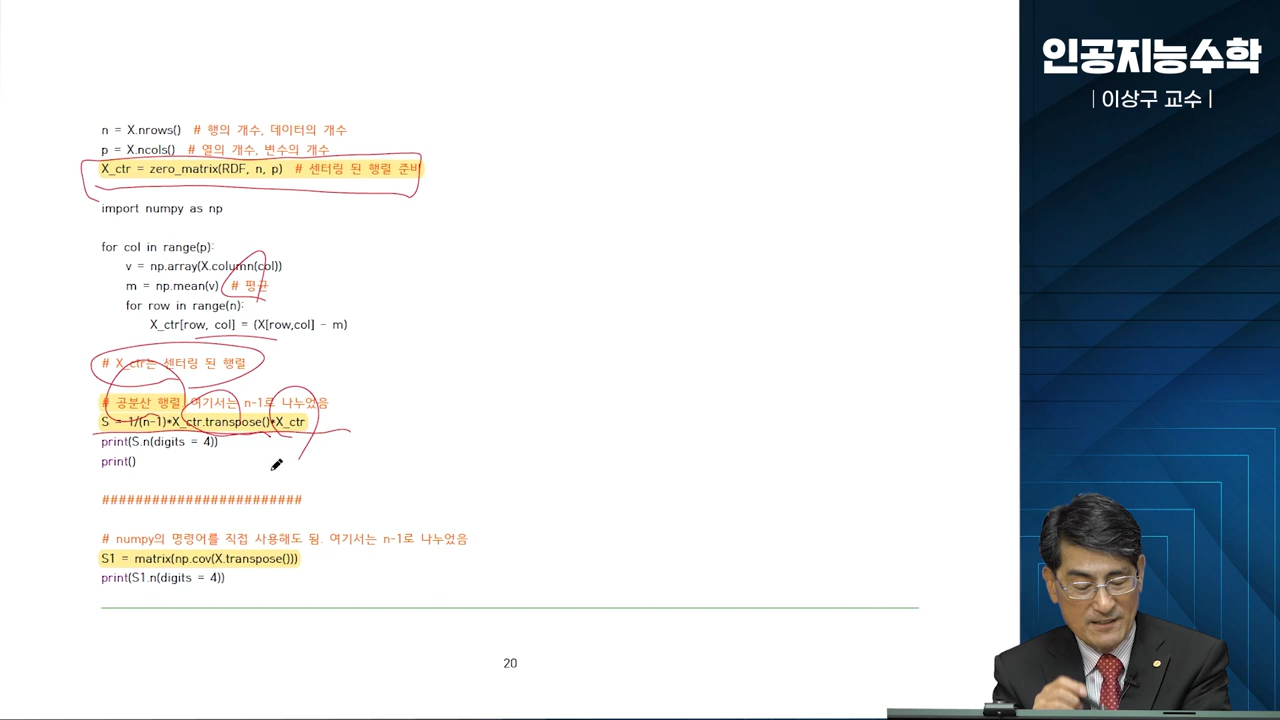 인공지능수학
| 이상구 교수 |
n = X.nrows() # 행의 개수, 데이터의 개수
p = X.ncols() # 열의 개수, 변수의 개수
X_ctr = zero_matrix(RDF, n, p) # 센터링 된 행렬 준비
import numpy as np
for col in range(p):
v = np.array(X.column(col))
m = np.mean(v) # 평균
for row in range(n):
X_ctr[row, col] = (X[row,col] - m)
# X_ctr는 센터링 된 행렬
# 공분산 행렬 여기서는 n-1로 나누었음
S = 1/(n-1)*X_ctr.transpose()*X_ctr
print(S.n(digits = 4))
print()
########################
# numpy의 명령어를 직접 사용해도 됨. 여기서는 n-1로 나누었음
S1 = matrix(np.cov(X.transpose()))
print(S1.n(digits = 4))
20